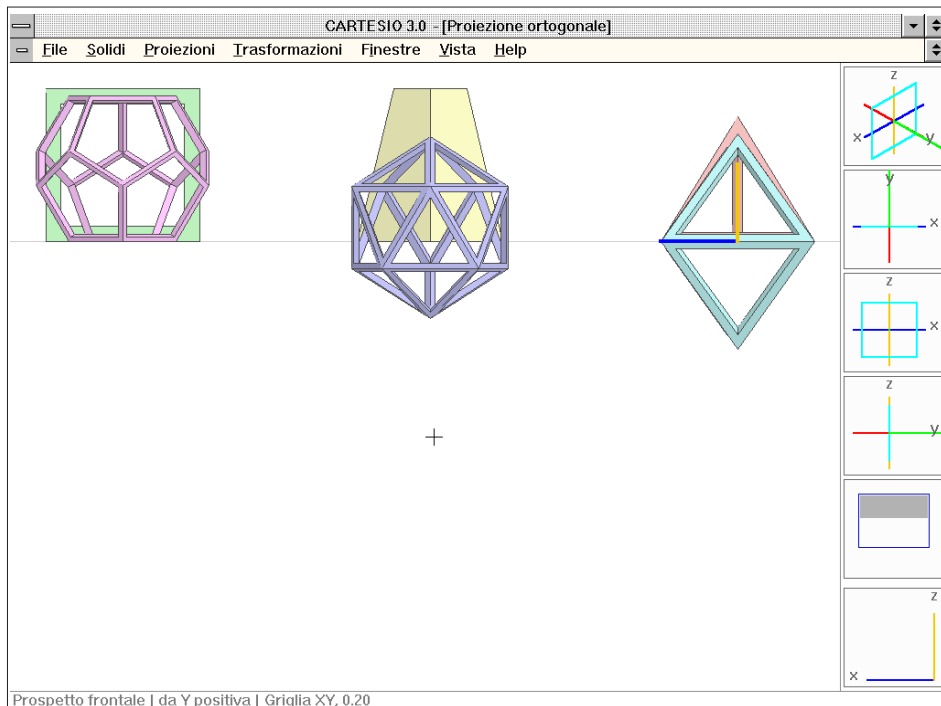 CARTESIO 3.0 - [Proiezione ortogonale]
File Solidi Proiezioni Trasformazioni Finestre Vista Help
z
x y
y
x
z
x
z
y
z
x
Prospetto frontale | da Y positiva | Griglia XY, 0.20